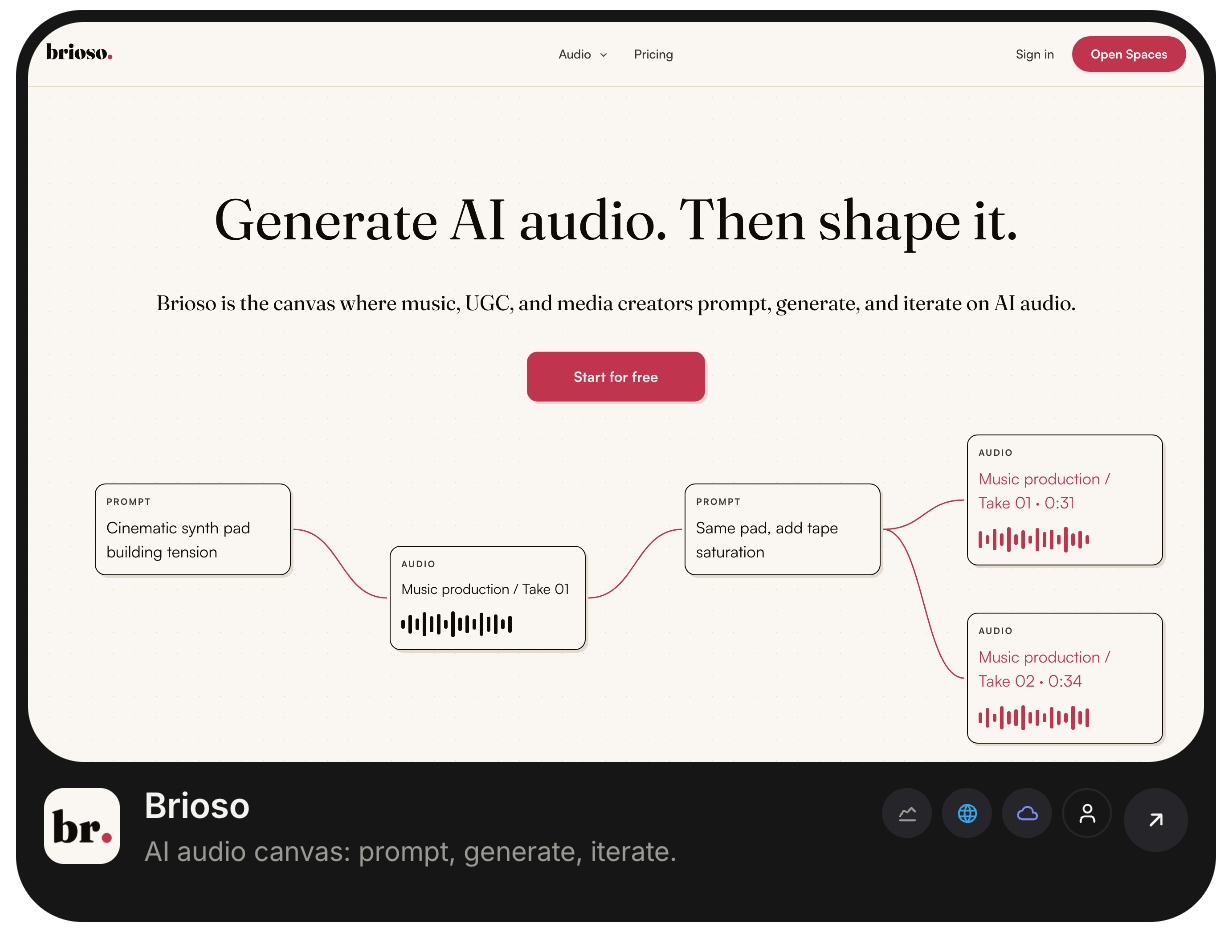 brioso.
Audio
Pricing
Sign in
Open Spaces
Generate AI audio. Then shape it.
Brioso is the canvas where music, UGC, and media creators prompt, generate, and iterate on AI audio.
Start for free
PROMPT
Cinematic synth pad
building tension
AUDIO
Music production / Take 01
PROMPT
Same pad, add tape
saturation
AUDIO
Music production /
Take 01 • 0:31
AUDIO
Music production /
Take 02 • 0:34
br.
Brioso
AI audio canvas: prompt, generate, iterate.